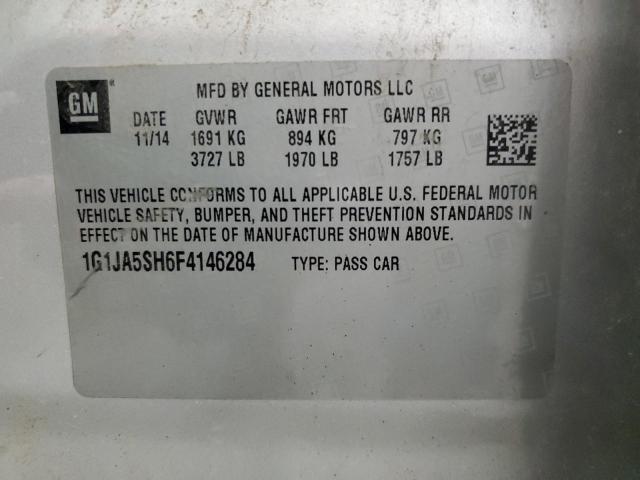 GM
MFD BY GENERAL MOTORS LLC
DATE GVWR GAWR FRT GAWR RR
11/14 1691 KG 894 KG 797 KG
3727 LB 1970 LB 1757 LB
THIS VEHICLE CONFORMS TO ALL APPLICABLE U.S. FEDERAL MOTOR
VEHICLE SAFETY, BUMPER, AND THEFT PREVENTION STANDARDS IN
EFFECT ON THE DATE OF MANUFACTURE SHOWN ABOVE.
1G1JA5SH6F4146284 TYPE: PASS CAR